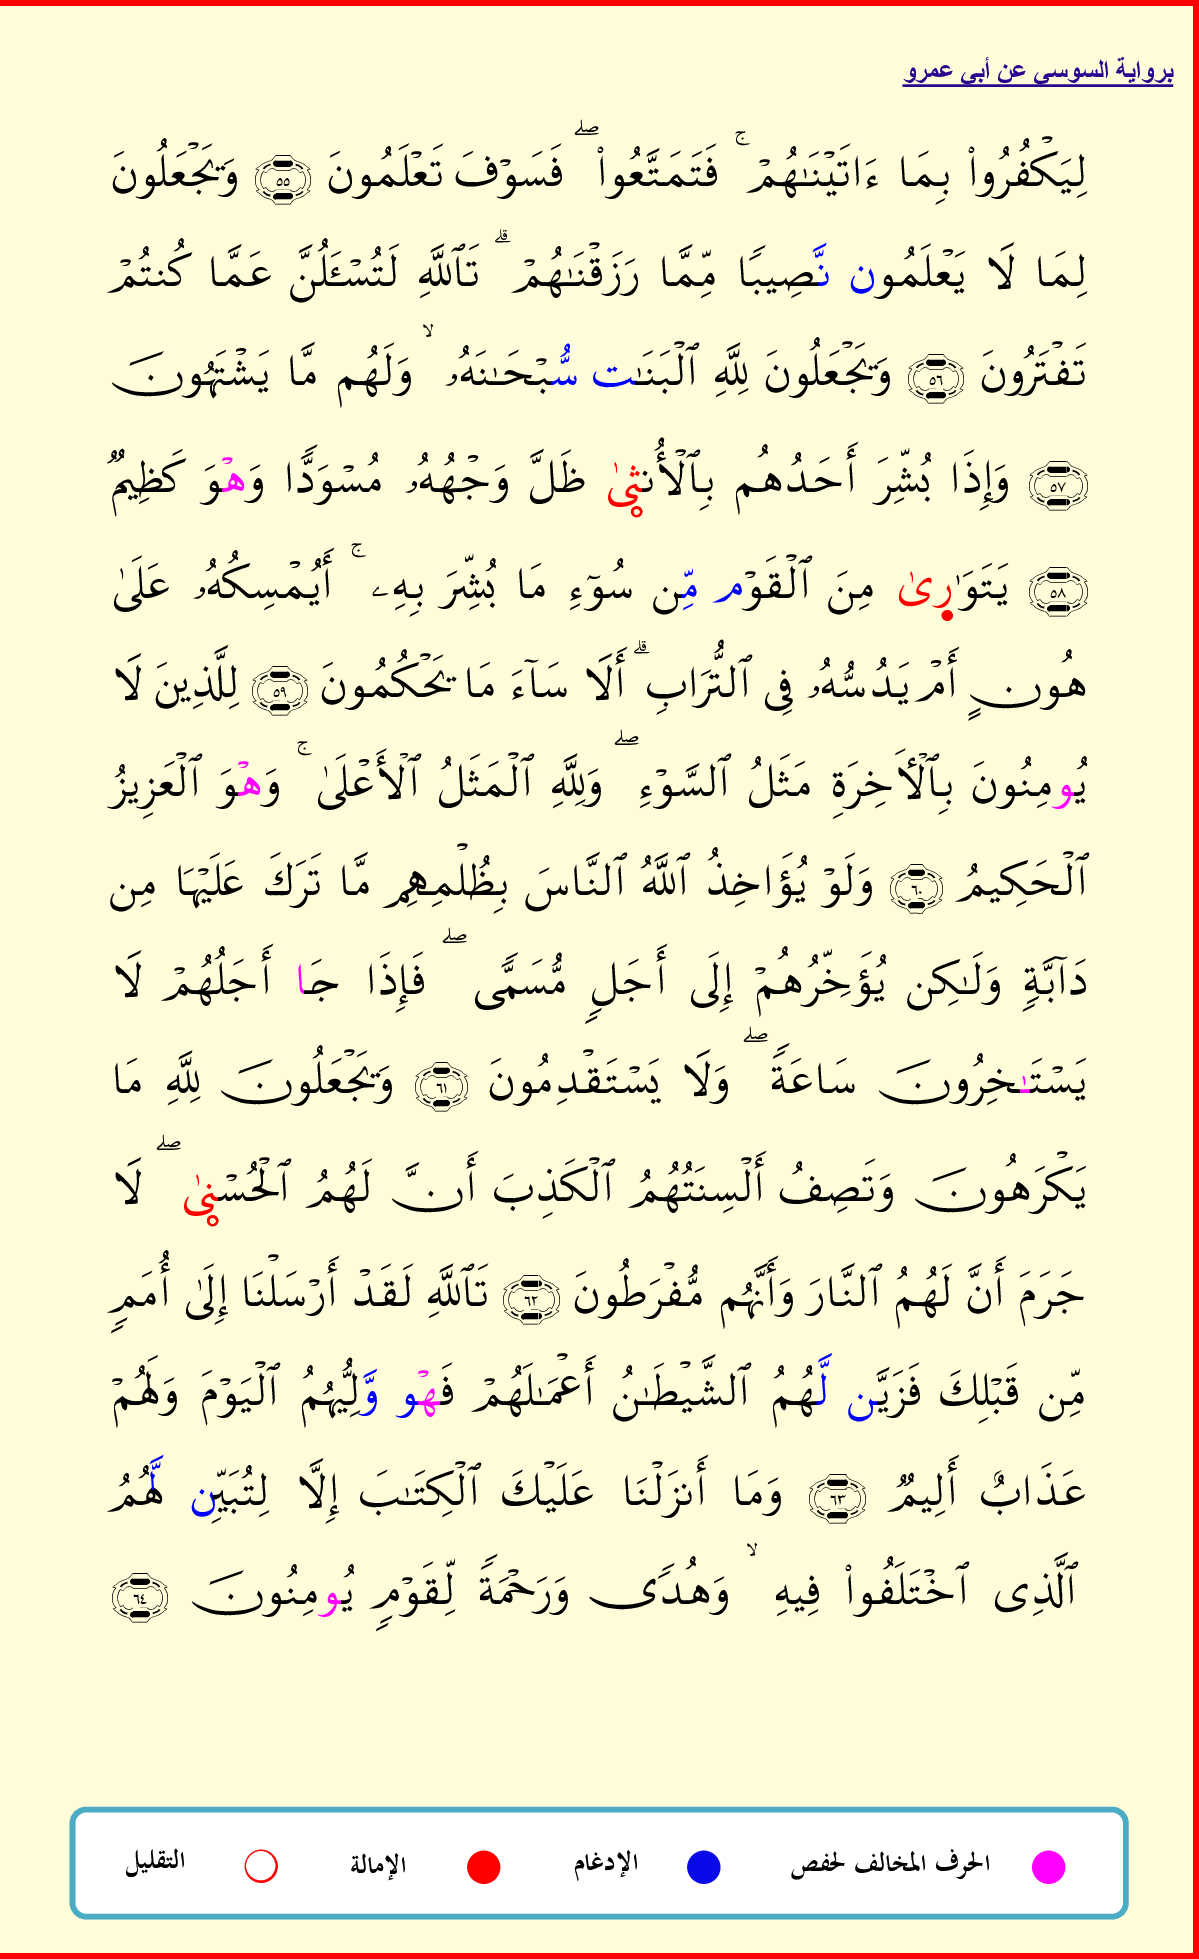 برواية السوسي عن أبي عمرو
لِيَكْفُرُوا۟ بِمَا ءَاتَيْنَـٰهُمْ ۚ فَتَمَتَّعُوا۟ ۖ فَسَوْفَ تَعْلَمُونَ ٥٥ وَيَجْعَلُونَ
لِمَا لَا يَعْلَمُون نَّصِيبًا مِّمَّا رَزَقْنَـٰهُمْ ۗ تَٱللَّهِ لَتُسْـَٔلُنَّ عَمَّا كُنتُمْ
تَفْتَرُونَ ٥٦ وَيَجْعَلُونَ لِلَّهِ ٱلْبَنَـٰت سُّبْحَـٰنَهُۥ ۙ وَلَهُم مَّا يَشْتَهُونَ
٥٧ وَإِذَا بُشِّرَ أَحَدُهُم بِٱلْأُنثىٰ ظَلَّ وَجْهُهُۥ مُسْوَدًّا وَهْوَ كَظِيمٌ
٥٨ يَتَوَٰرىٰ مِنَ ٱلْقَوْم مِّن سُوٓءِ مَا بُشِّرَ بِهِۦ ۚ أَيُمْسِكُهُۥ عَلَىٰ
هُونٍ أَمْ يَدُسُّهُۥ فِى ٱلتُّرَابِ ۗ أَلَا سَآءَ مَا يَحْكُمُونَ ٥٩ لِلَّذِينَ لَا
يُومِنُونَ بِٱلْأَخِرَةِ مَثَلُ ٱلسَّوْءِ ۖ وَلِلَّهِ ٱلْمَثَلُ ٱلْأَعْلَىٰ ۚ وَهْوَ ٱلْعَزِيزُ
ٱلْحَكِيمُ ٦٠ وَلَوْ يُؤَاخِذُ ٱللَّهُ ٱلنَّاسَ بِظُلْمِهِمِ مَّا تَرَكَ عَلَيْهَا مِن
دَآبَّةٍ وَلَـٰكِن يُؤَخِّرُهُمْ إِلَى أَجَلٍ مُّسَمًّى ۖ فَإِذَا جَا أَجَلُهُمْ لَا
يَسْتَـٰخِرُونَ سَاعَةً ۖ وَلَا يَسْتَقْدِمُونَ ٦١ وَيَجْعَلُونَ لِلَّهِ مَا
يَكْرَهُونَ وَتَصِفُ أَلْسِنَتُهُمُ ٱلْكَذِبَ أَنَّ لَهُمُ ٱلْحُسْنىٰ ۖ لَا
جَرَمَ أَنَّ لَهُمُ ٱلنَّارَ وَأَنَّهُم مُّفْرَطُونَ ٦٢ تَٱللَّهِ لَقَدْ أَرْسَلْنَا إِلَىٰ أُمَمٍ
مِّن قَبْلِكَ فَزَيَّن لَّهُمُ ٱلشَّيْطَـٰنُ أَعْمَـٰلَهُمْ فَهْو وَّلِيُّهُمُ ٱلْيَوْمَ وَلَهُمْ
عَذَابٌ أَلِيمٌ ٦٣ وَمَا أَنزَلْنَا عَلَيْكَ ٱلْكِتَـٰبَ إِلَّا لِتُبَيِّن لَّهُمُ
ٱلَّذِى ٱخْتَلَفُوا۟ فِيهِ ۙ وَهُدًى وَرَحْمَةً لِّقَوْمٍ يُومِنُونَ ٦٤
الحرف المخالف لحفص الإدغام الإمالة التقليل